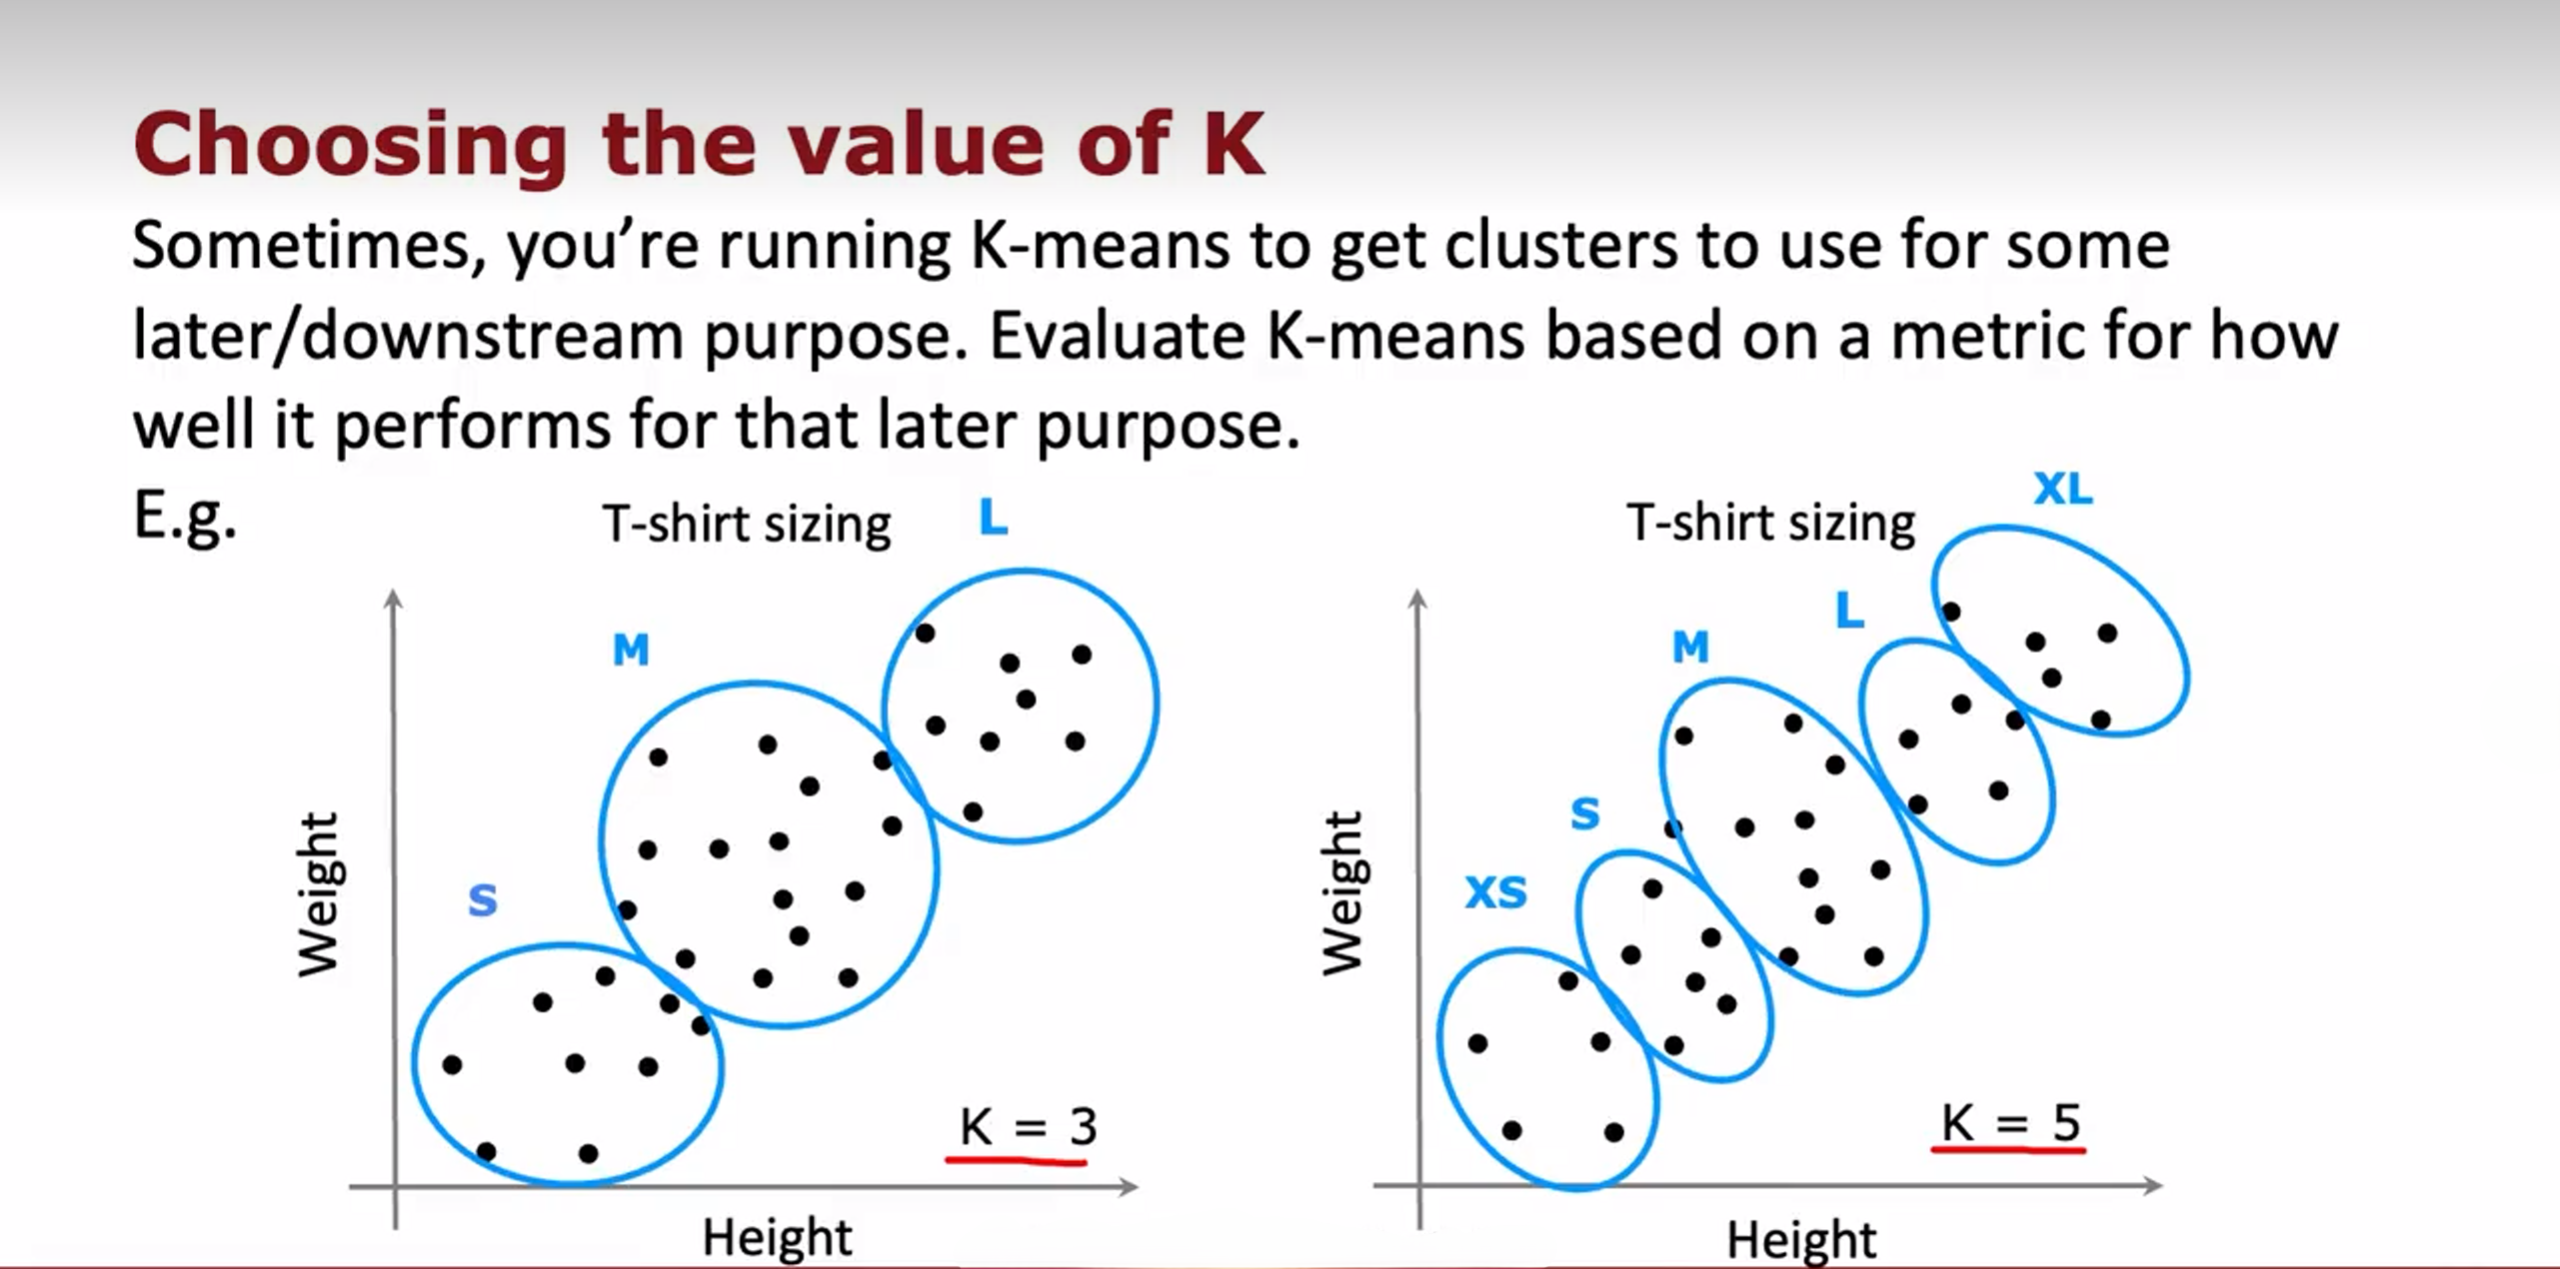 Choosing the value of K
Sometimes, you’re running K-means to get clusters to use for some
later/downstream purpose. Evaluate K-means based on a metric for how
well it performs for that later purpose.
E.g.
T-shirt sizing
L
M
S
Weight
K = 3
Height
T-shirt sizing
XL
L
M
S
XS
Weight
K = 5
Height